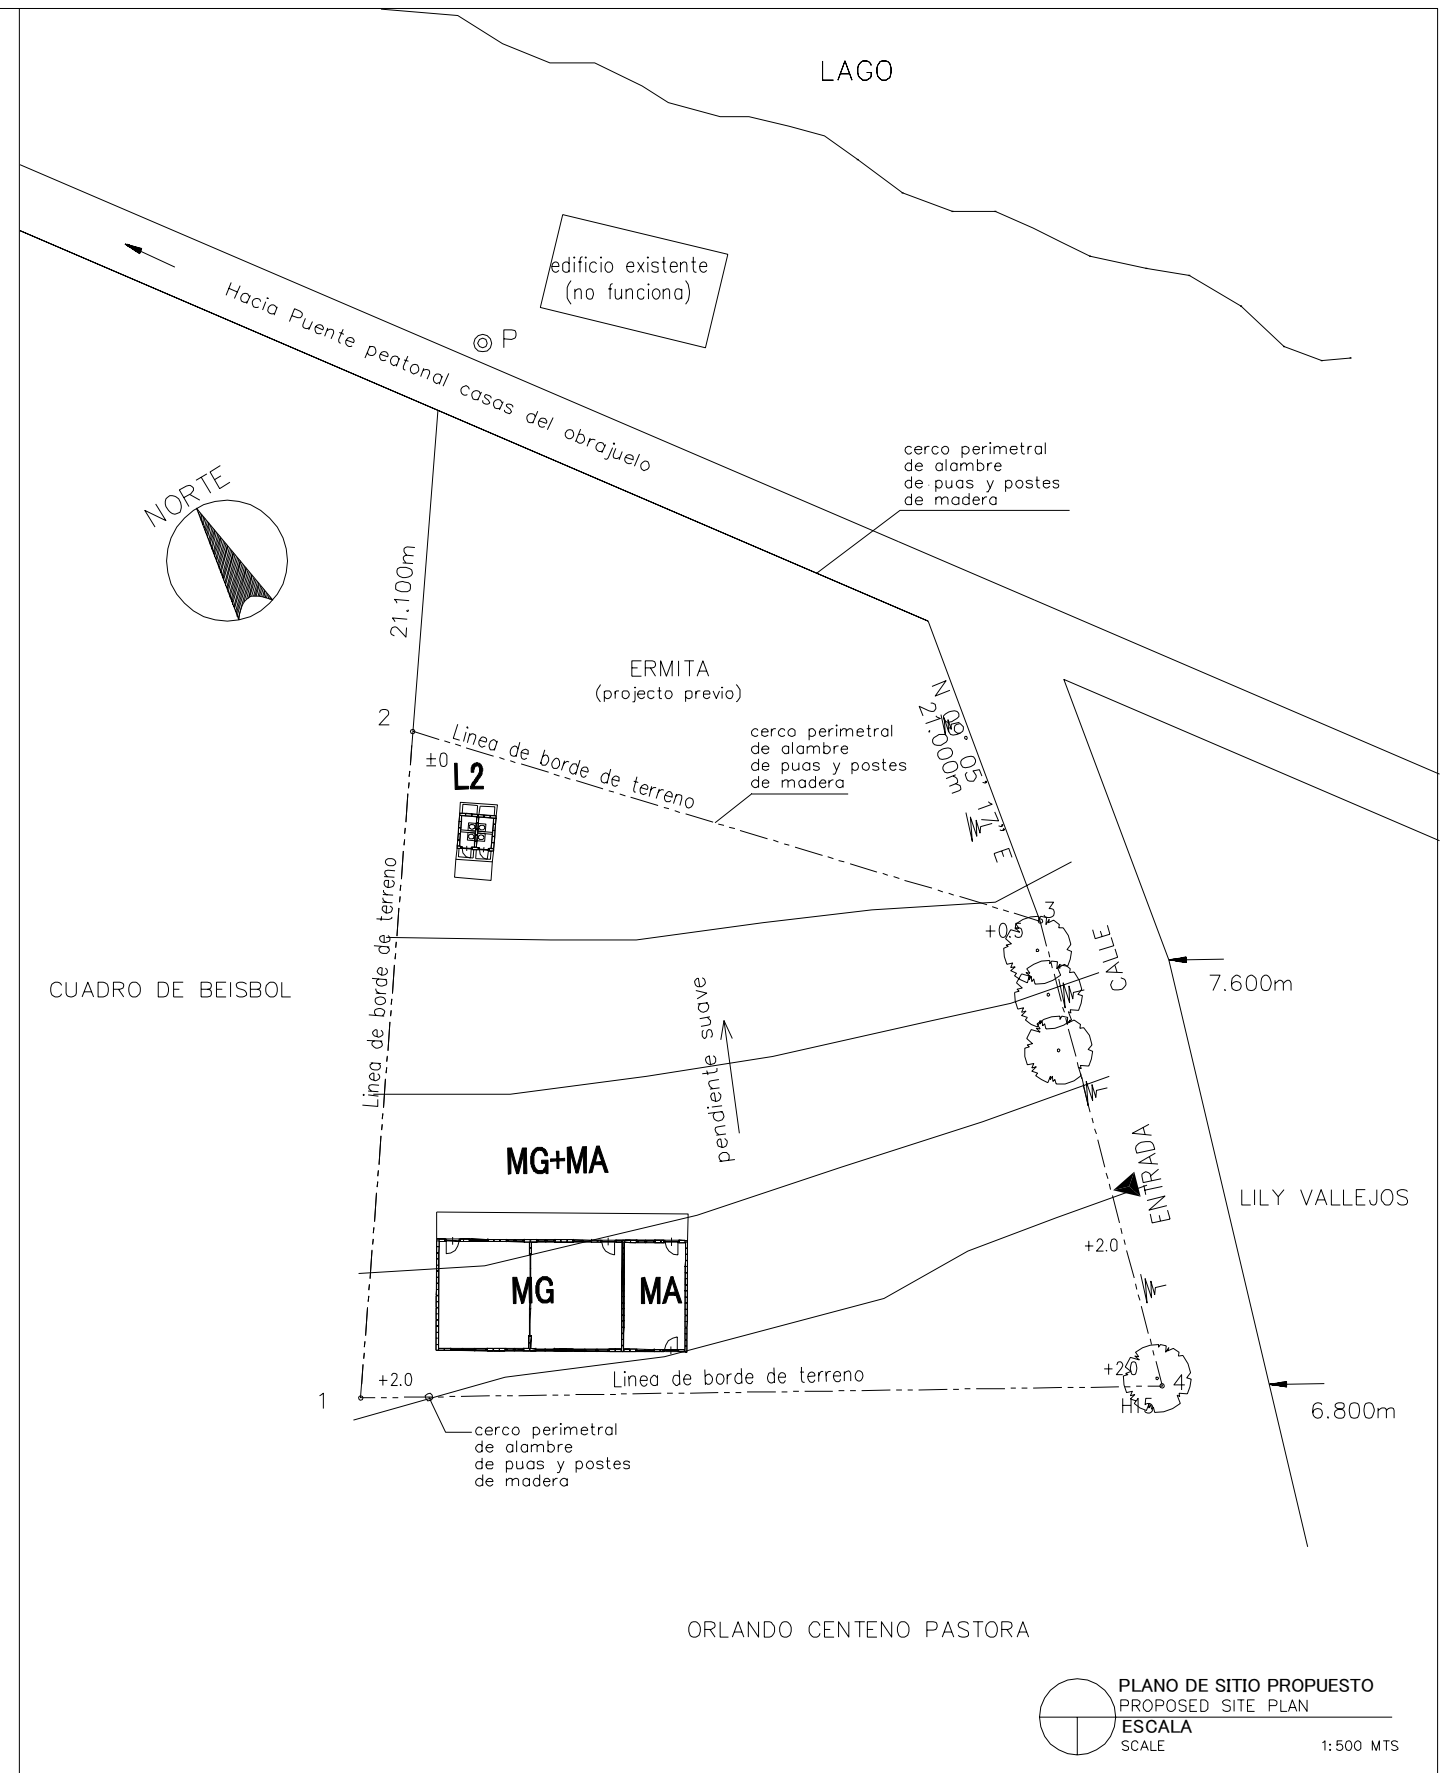 LAGO
edificio existente
(no funciona)
P
Hacia Puente peatonal casas del obrajuelo
cerco perimetral
de alambre
de puas y postes
de madera
NORTE
21.100m
ERMITA
(projecto previo)
N 09° 05' 17" E
21.000m
2
Linea de borde de terreno
cerco perimetral
de alambre
de puas y postes
de madera
±0
L2
Linea de borde de terreno
3
+0.5
CALLE
CUADRO DE BEISBOL
7.600m
pendiente suave
MG+MA
ENTRADA
LILY VALLEJOS
+2.0
MG
MA
Linea de borde de terreno
+2.0
+2.0
4
1
H15
6.800m
cerco perimetral
de alambre
de puas y postes
de madera
ORLANDO CENTENO PASTORA
PLANO DE SITIO PROPUESTO
PROPOSED SITE PLAN
ESCALA
SCALE 1:500 MTS